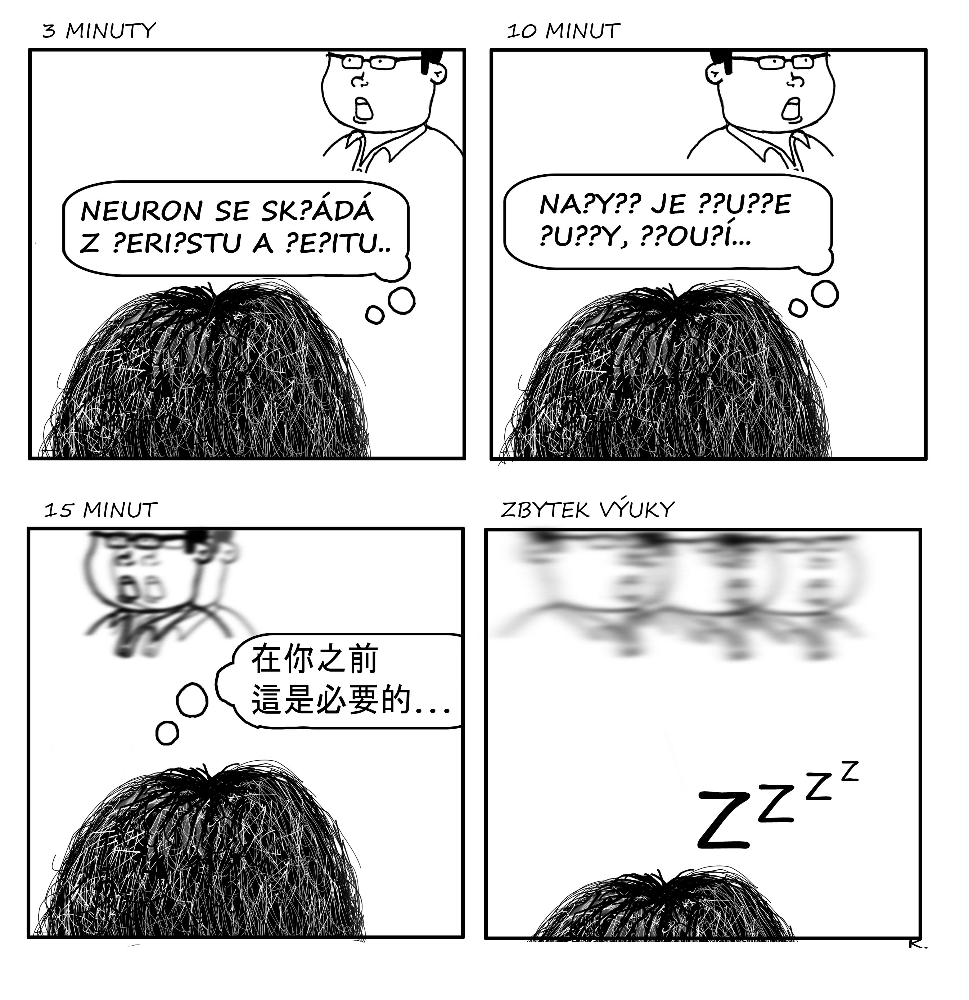 3 MINUTY
NEURON SE SK?ÁDÁ
Z ?ERI?STU A ?E?ITU..
10 MINUT
NA?Y?? JE ??U??E
?U??Y, ??OU?Í...
15 MINUT
在你之前
這是必要的...
ZBYTEK VÝUKY
Z Z Z Z
R.